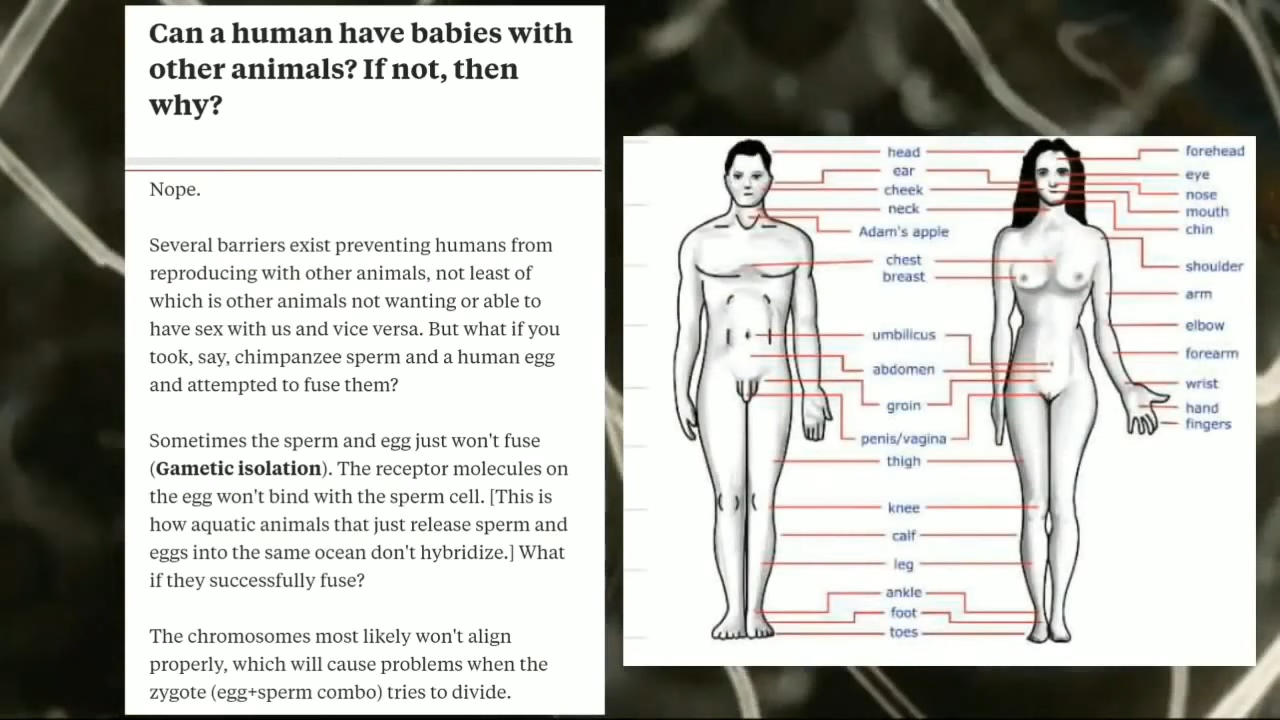 Can a human have babies with
other animals? If not, then
why?
Nope.
Several barriers exist preventing humans from
reproducing with other animals, not least of
which is other animals not wanting or able to
have sex with us and vice versa. But what if you
took, say, chimpanzee sperm and a human egg
and attempted to fuse them?
Sometimes the sperm and egg just won't fuse
(Gametic isolation). The receptor molecules on
the egg won't bind with the sperm cell. [This is
how aquatic animals that just release sperm and
eggs into the same ocean don't hybridize.] What
if they successfully fuse?
The chromosomes most likely won't align
properly, which will cause problems when the
zygote (egg+sperm combo) tries to divide.
head
ear
cheek
neck
Adam's apple
chest
breast
umbilicus
abdomen
groin
penis/vagina
thigh
knee
calf
leg
ankle
foot
toes
forehead
eye
nose
mouth
chin
shoulder
arm
elbow
forearm
wrist
hand
fingers